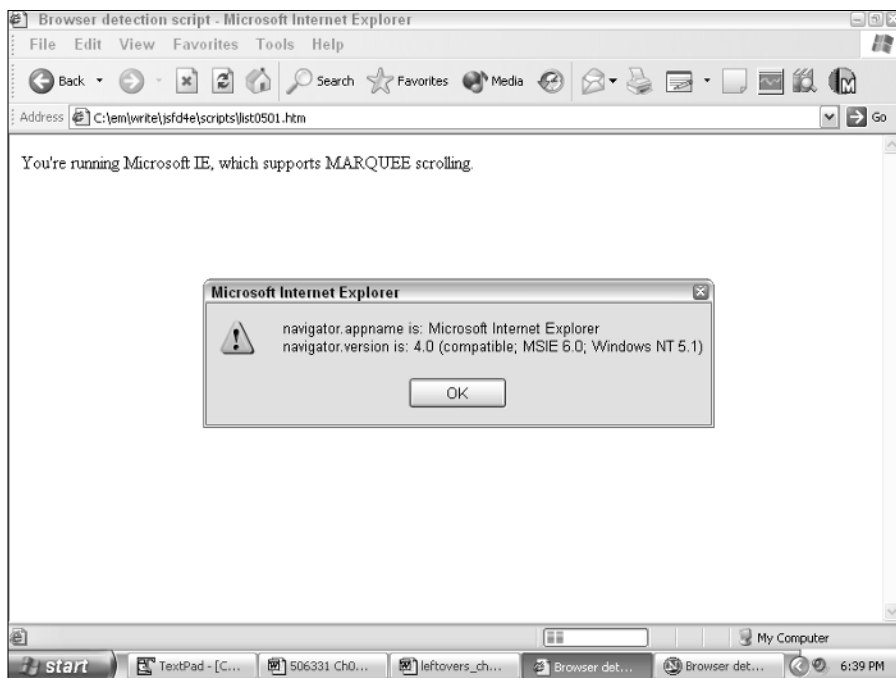 Browser detection script - Microsoft Internet Explorer
File Edit View Favorites Tools Help
Back Search Favorites Media
Address C:\em\write\jsfd4e\scripts\list0501.htm Go
You're running Microsoft IE, which supports MARQUEE scrolling.
Microsoft Internet Explorer
navigator.appname is: Microsoft Internet Explorer
navigator.version is: 4.0 (compatible; MSIE 6.0; Windows NT 5.1)
OK
My Computer
start TextPad - [C... 506331 Ch0... leftovers_ch... Browser det... Browser det... 6:39 PM